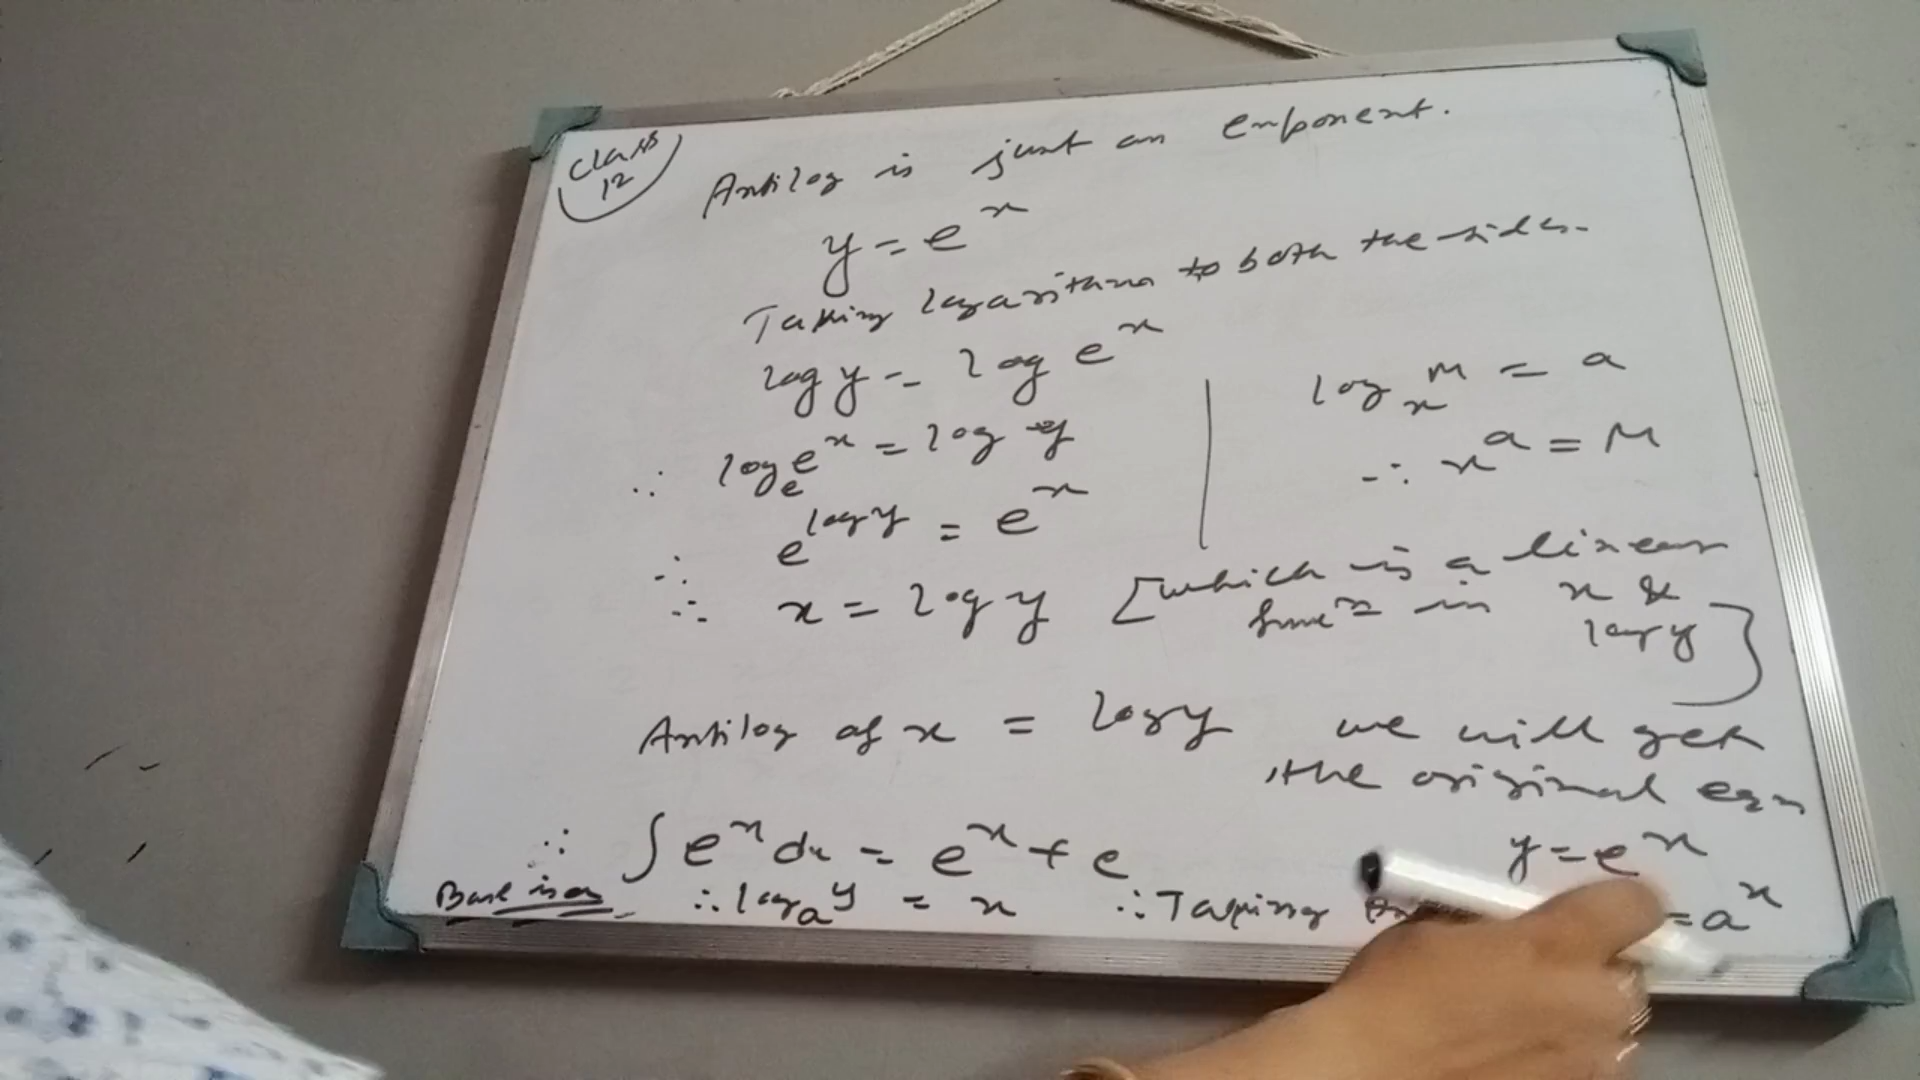 Class
12
Antilog is just an exponent.
y = e^x
Taking logarithm to both the sides.
log y = log e^x
∴ log_e e^x = log y
∴ e^log y = e^x
∴ x = log y [which is a linear
func^n in x &
log y]
log_x M = a
∴ x^a = M
Antilog of x = log y we will get
the original eqn
y = e^x
∴ ∫ e^x dx = e^x + c
Base is a ∴ log_a y = x ∴ Taking = a^x